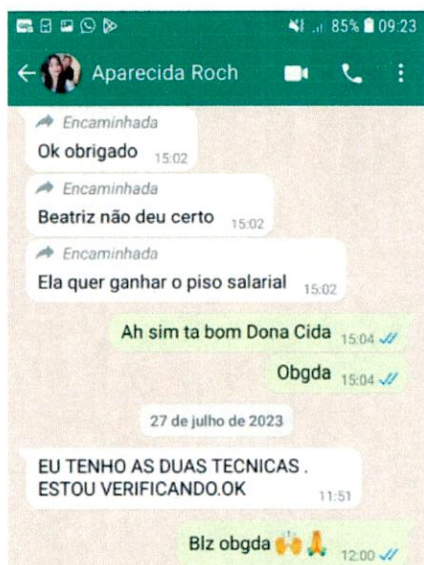 85% 09:23
Aparecida Roch
Encaminhada
Ok obrigado 15:02
Encaminhada
Beatriz não deu certo 15:02
Encaminhada
Ela quer ganhar o piso salarial 15:02
Ah sim ta bom Dona Cida 15:04
Obgda 15:04
27 de julho de 2023
EU TENHO AS DUAS TECNICAS .
ESTOU VERIFICANDO.OK 11:51
Blz obgda 🙌🙏 12:00